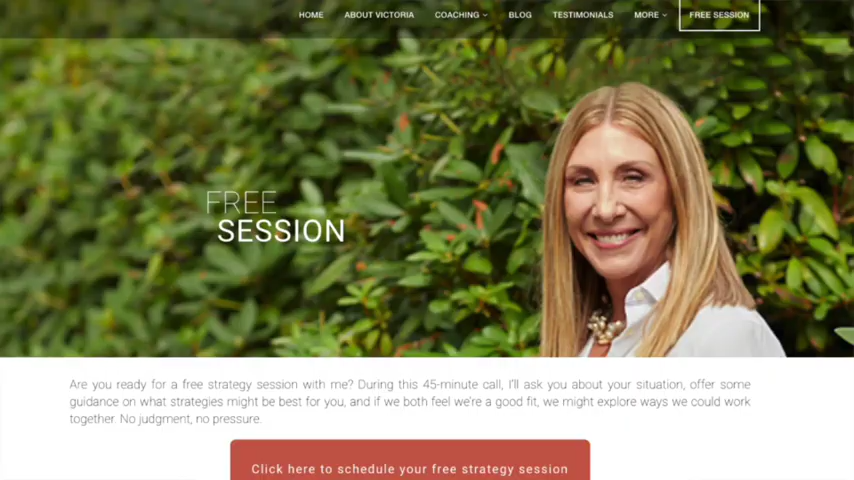 HOME ABOUT VICTORIA COACHING BLOG TESTIMONIALS MORE FREE SESSION
FREE
SESSION
Are you ready for a free strategy session with me? During this 45-minute call, I'll ask you about your situation, offer some
guidance on what strategies might be best for you, and if we both feel we're a good fit, we might explore ways we could work
together. No judgment, no pressure.
Click here to schedule your free strategy session